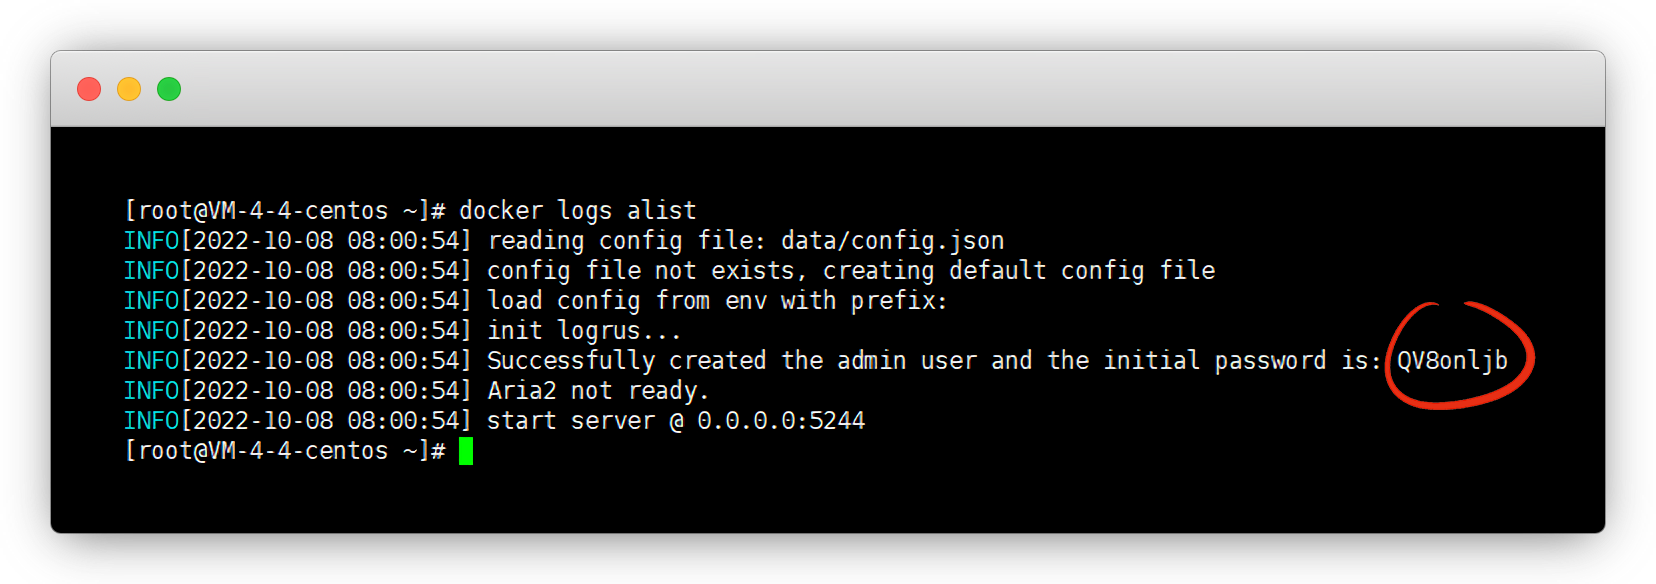 [root@VM-4-4-centos ~]# docker logs alist
INFO[2022-10-08 08:00:54] reading config file: data/config.json
INFO[2022-10-08 08:00:54] config file not exists, creating default config file
INFO[2022-10-08 08:00:54] load config from env with prefix:
INFO[2022-10-08 08:00:54] init logrus...
INFO[2022-10-08 08:00:54] Successfully created the admin user and the initial password is: QV8onljb
INFO[2022-10-08 08:00:54] Aria2 not ready.
INFO[2022-10-08 08:00:54] start server @ 0.0.0.0:5244
[root@VM-4-4-centos ~]#